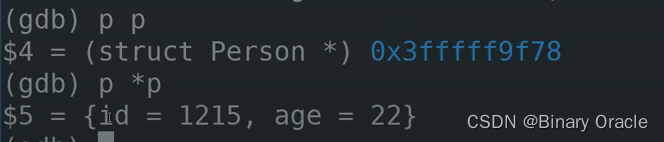 (gdb) p p
$4 = (struct Person *) 0x3fffff9f78
(gdb) p *p
$5 = {id = 1215, age = 22}
CSDN @Binary Oracle